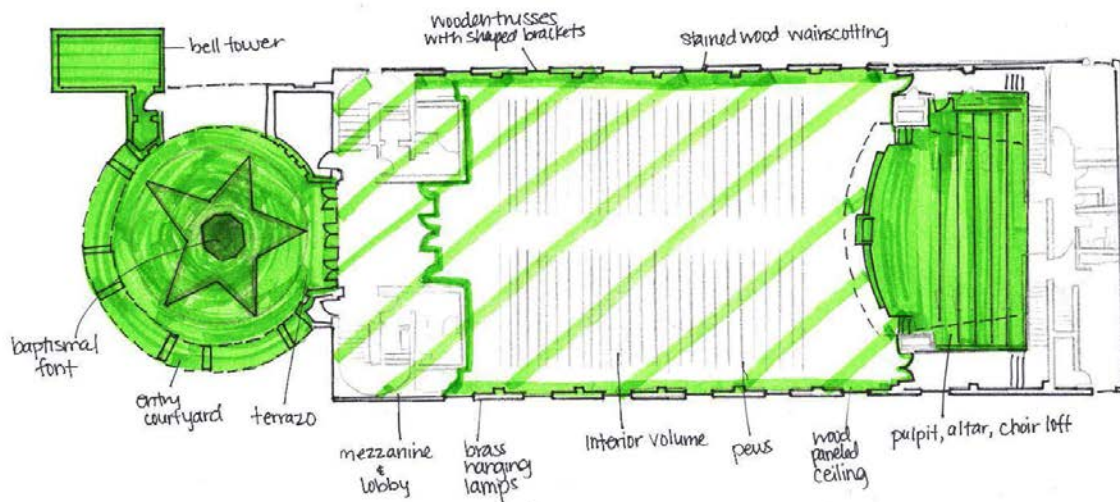 bell tower
wooden trusses
with shaped brackets
stained wood wainscotting
baptismal
font
entry
courtyard
terrazo
mezzanine
&
lobby
brass
hanging
lamps
interior volume
pews
wood
paneled
ceiling
pulpit, altar, choir loft